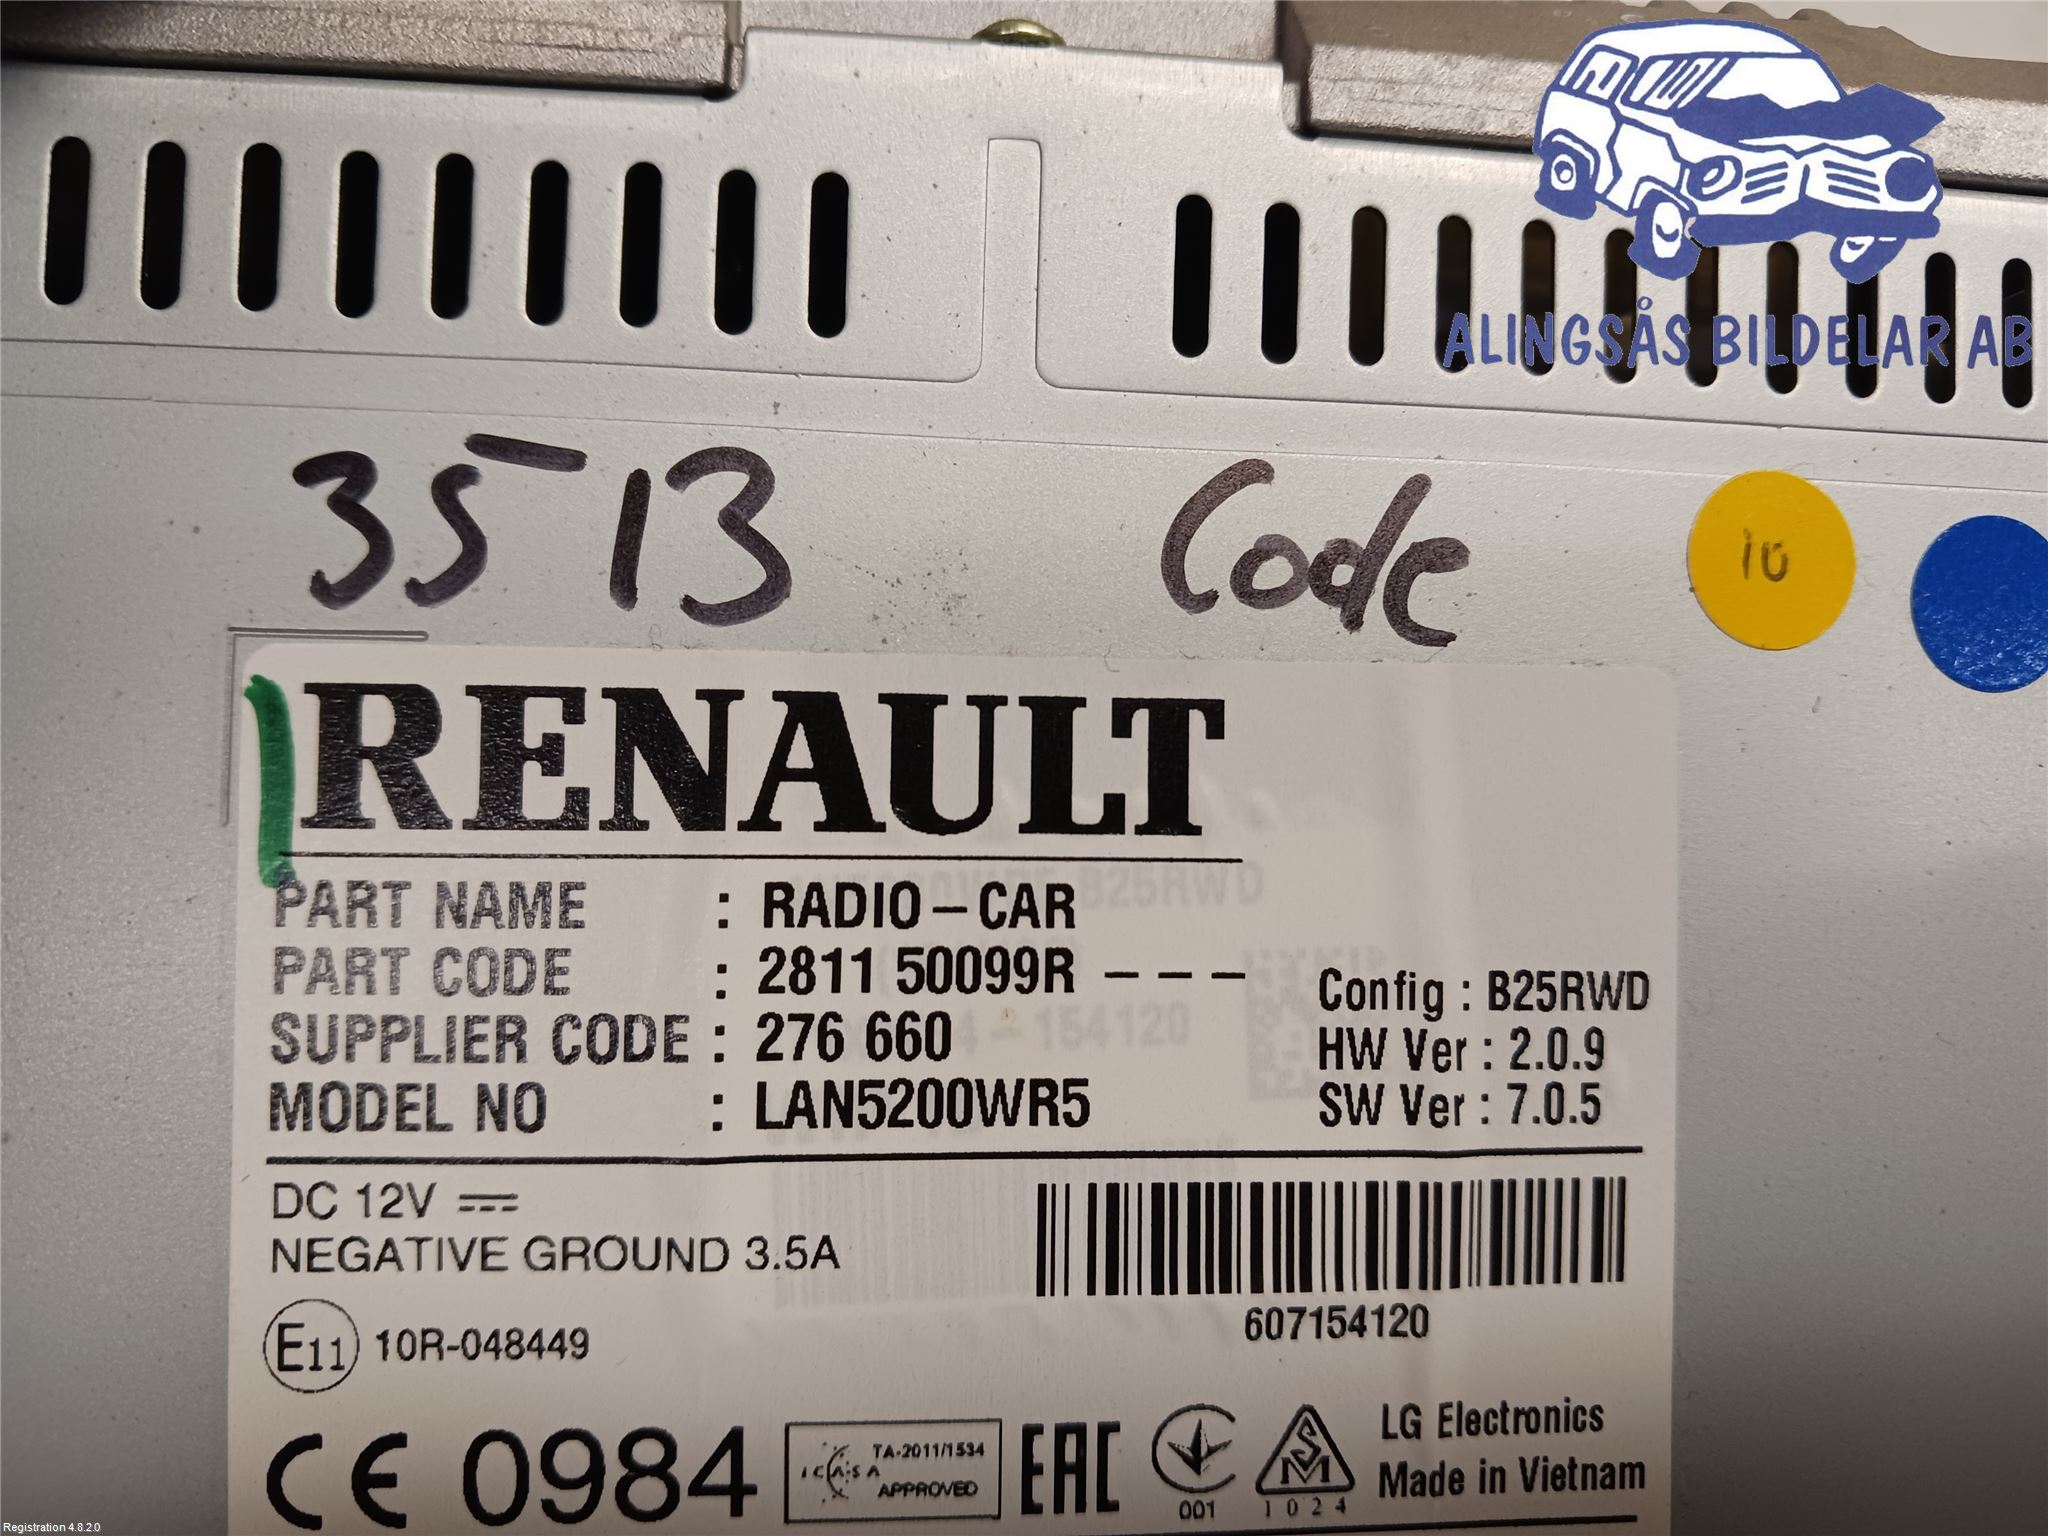 ALINGSÅS BILDELAR AB
3513 Code
10
RENAULT
PART NAME : RADIO-CAR
PART CODE : 2811 50099R ---
SUPPLIER CODE : 276 660
MODEL NO : LAN5200WR5
Config : B25RWD
HW Ver : 2.0.9
SW Ver : 7.0.5
DC 12V
NEGATIVE GROUND 3.5A
607154120
E11 10R-048449
CE 0984
TA-2011/1534
ICASA
APPROVED
EAC
001
SM
1024
LG Electronics
Made in Vietnam
Registration 4.8.2.0